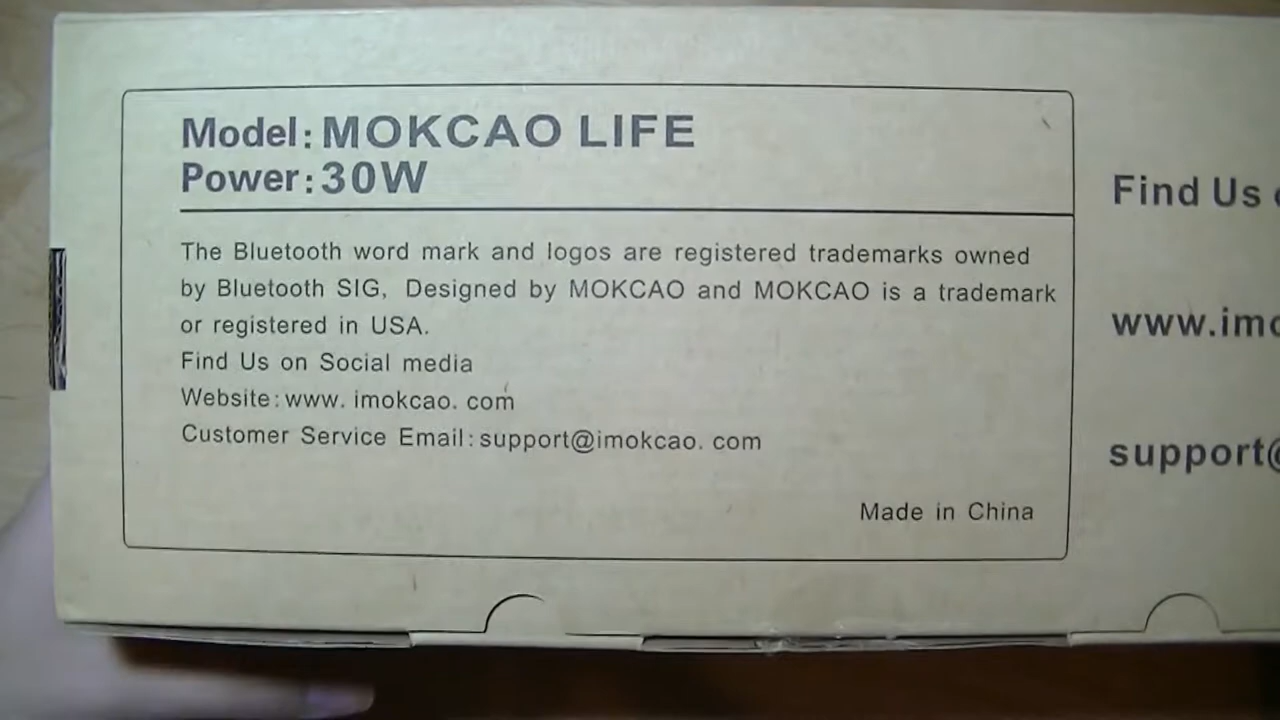 Model: MOKCAO LIFE
Power: 30W
The Bluetooth word mark and logos are registered trademarks owned
by Bluetooth SIG, Designed by MOKCAO and MOKCAO is a trademark
or registered in USA.
Find Us on Social media
Website: www. imokcao. com
Customer Service Email: support@imokcao. com
Made in China
Find Us
www.imo
support@